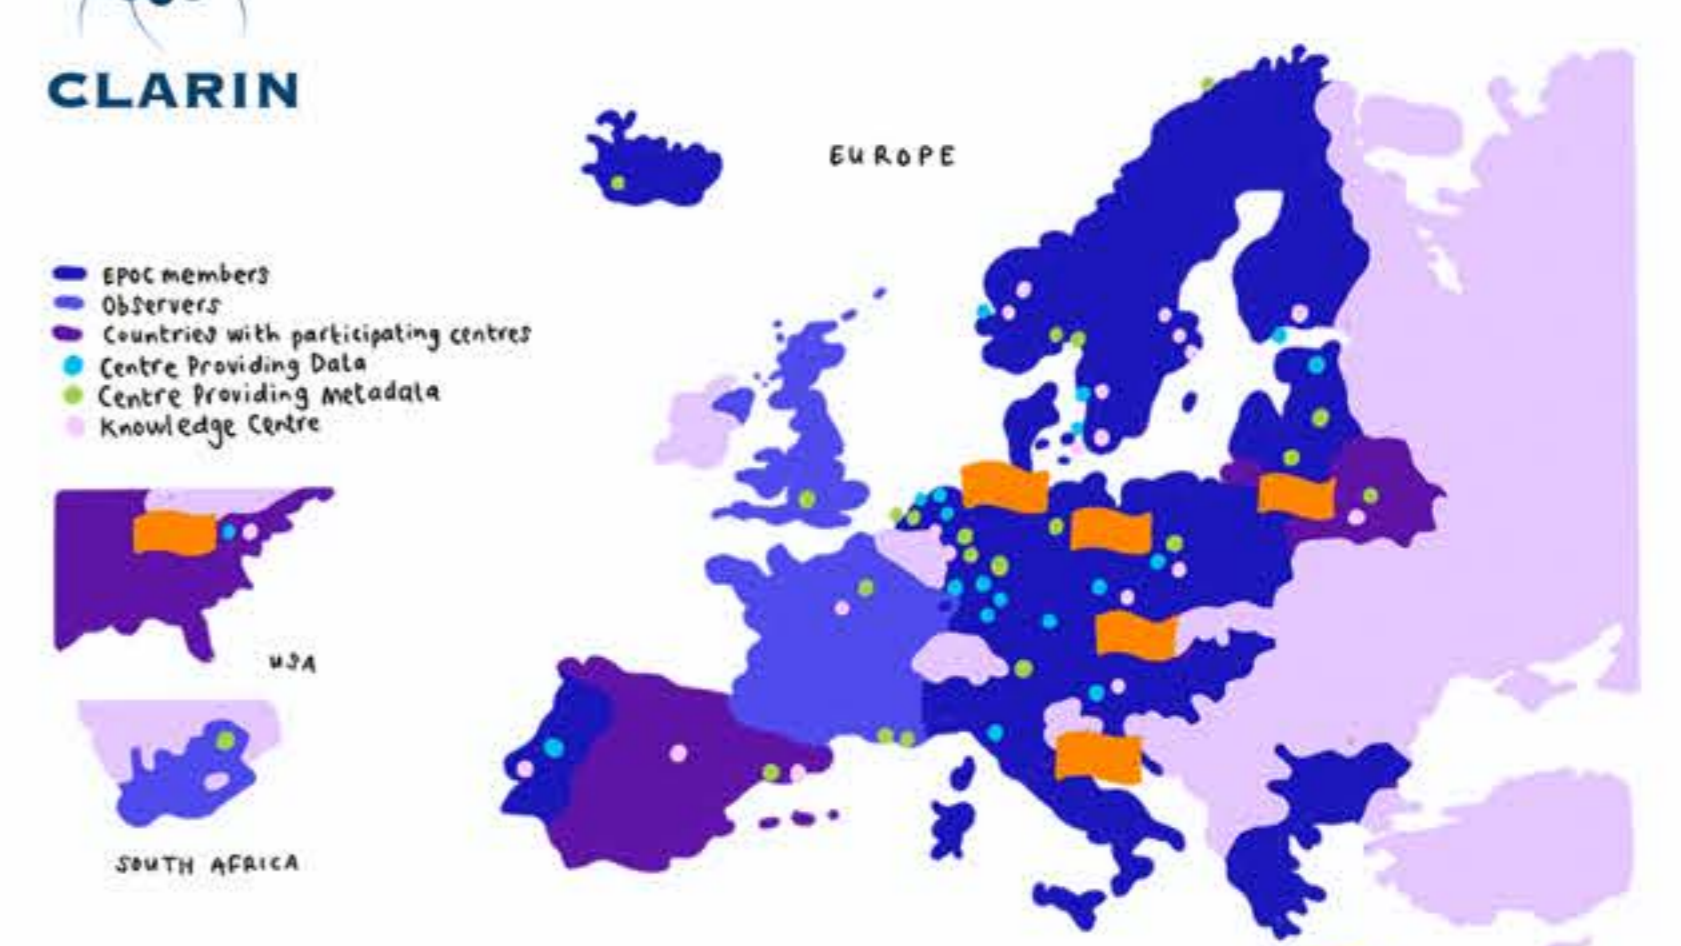 CLARIN
EUROPE
EPOC members
Observers
Countries with participating centres
Centre Providing Data
Centre Providing Metadata
Knowledge Centre
USA
SOUTH AFRICA